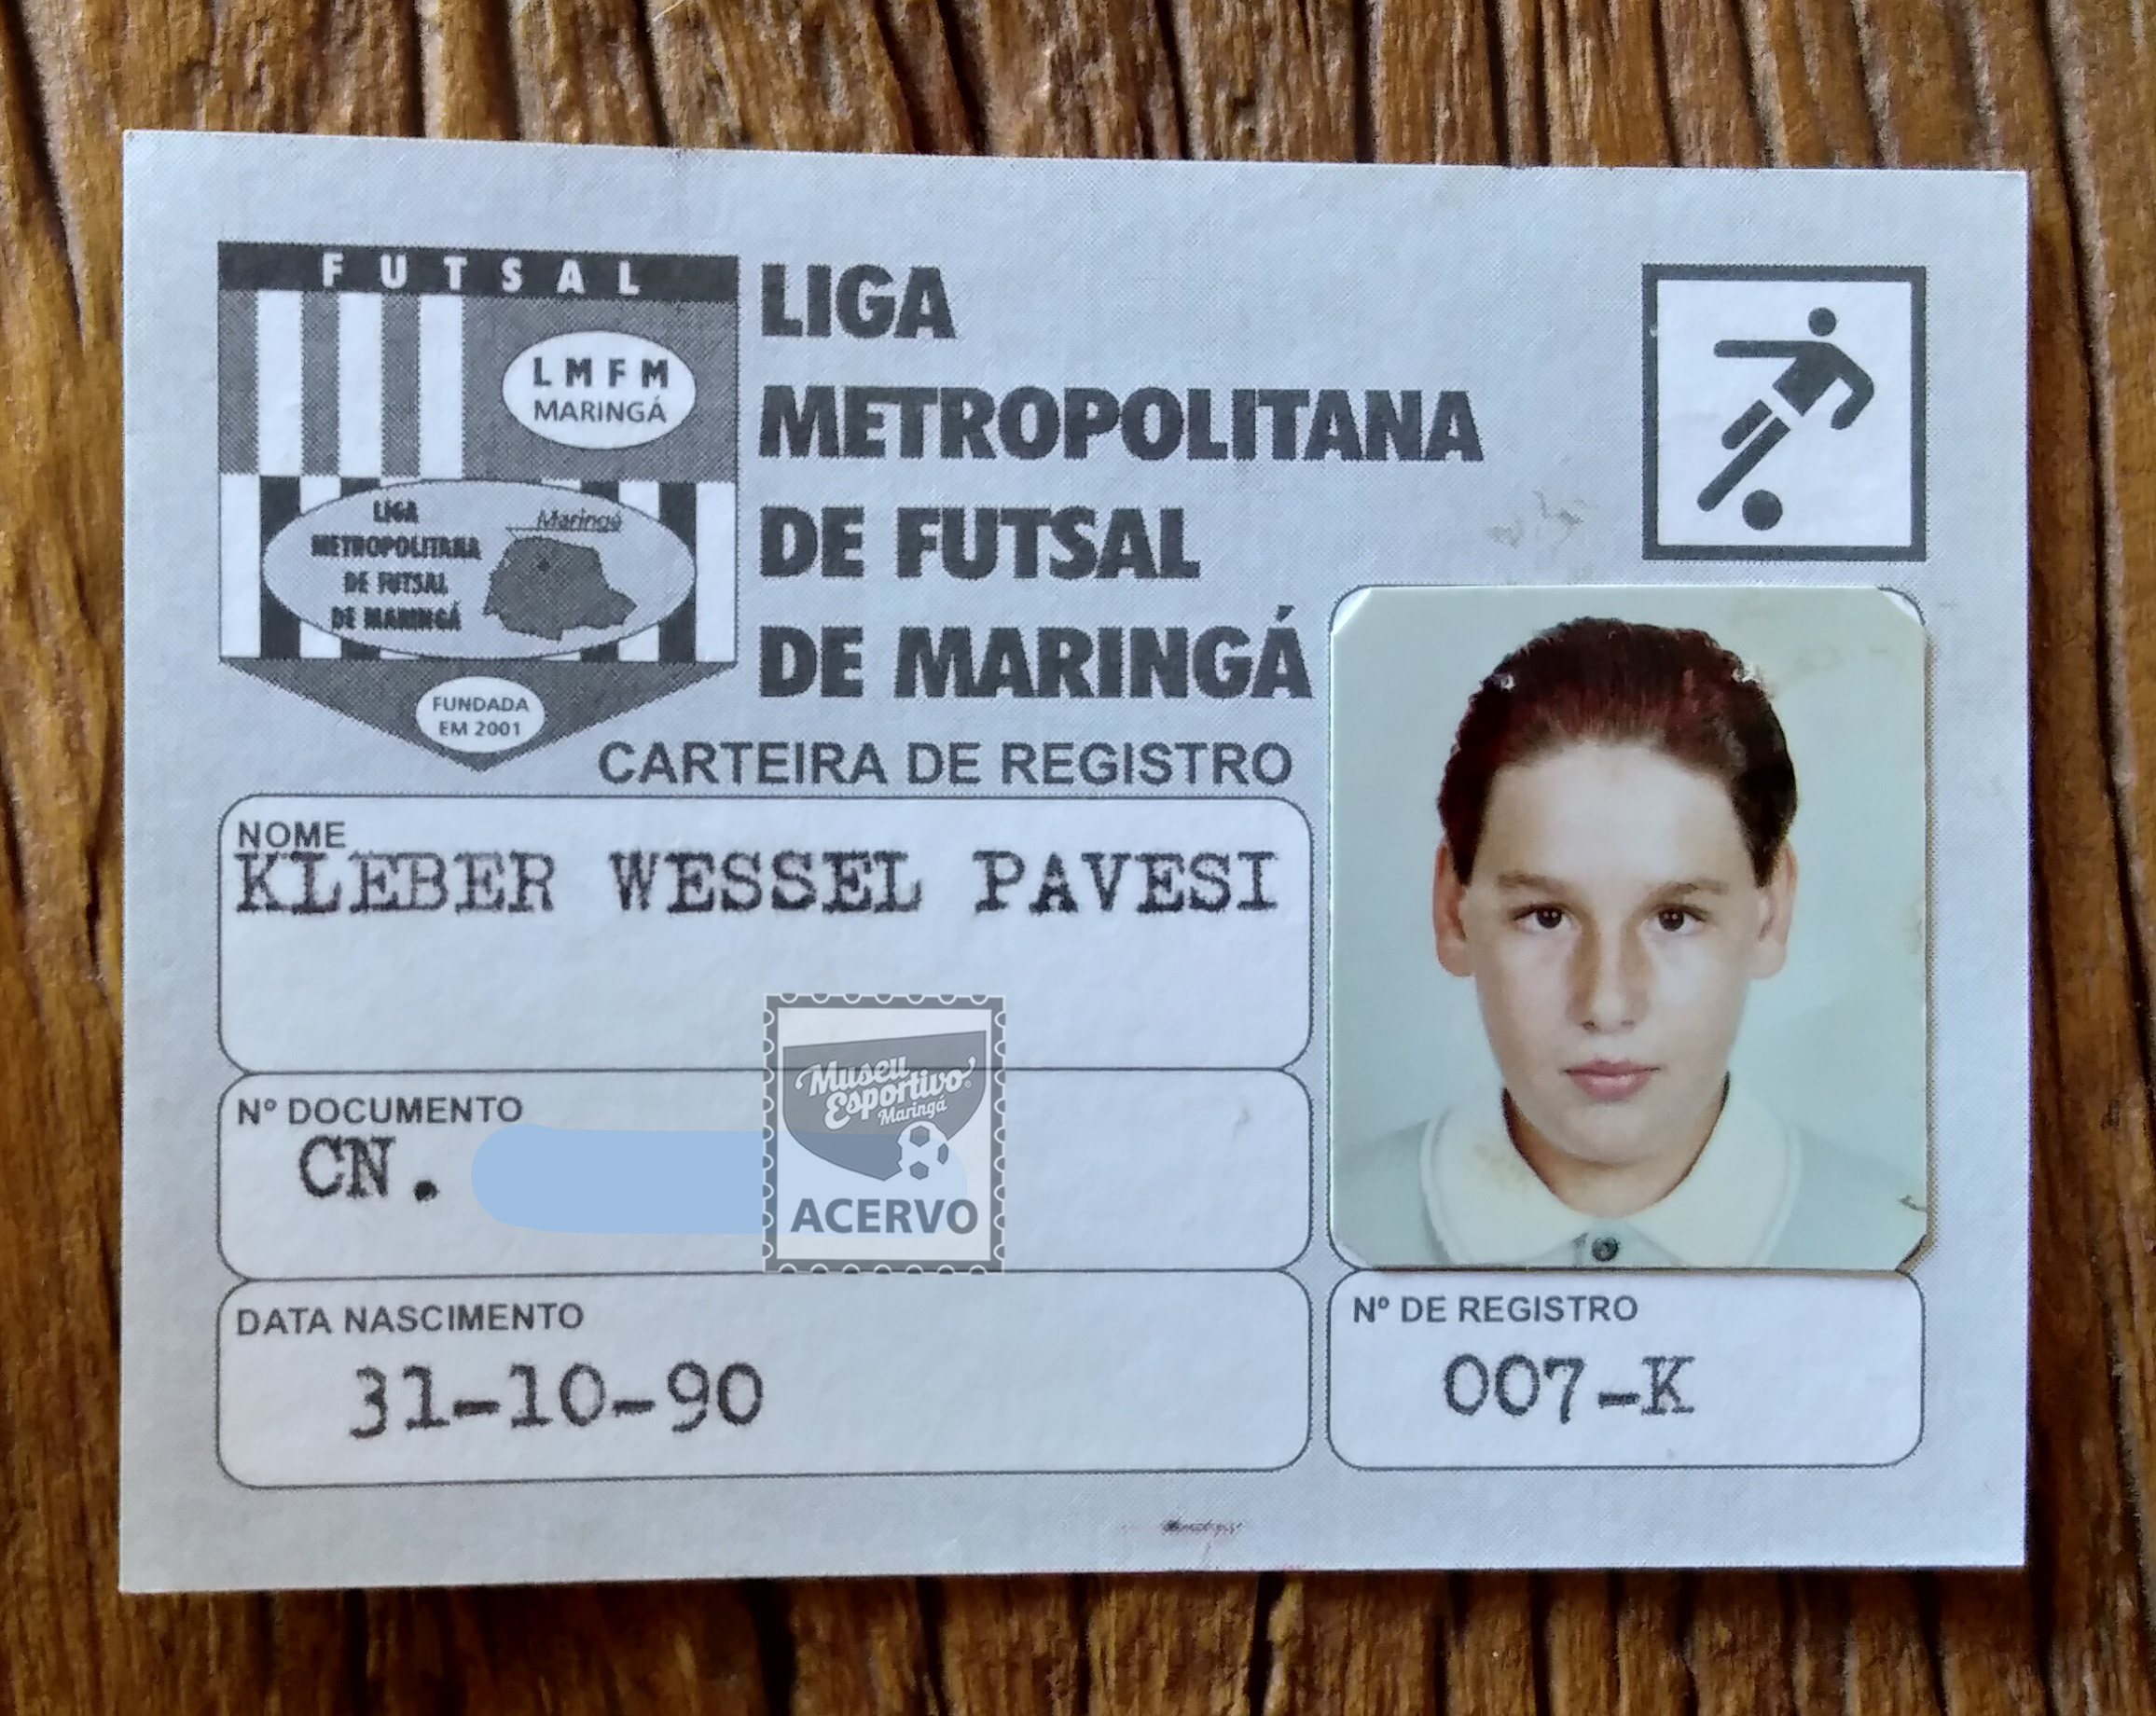 FUTSAL
LMFM
MARINGÁ
LIGA
METROPOLITANA
DE FUTSAL
DE MARINGÁ
Maringá
FUNDADA
EM 2001
LIGA
METROPOLITANA
DE FUTSAL
DE MARINGÁ
CARTEIRA DE REGISTRO
NOME
KLEBER WESSEL PAVESI
Nº DOCUMENTO
CN.
Museu
Esportivo
Maringá
ACERVO
DATA NASCIMENTO
31-10-90
Nº DE REGISTRO
007-K